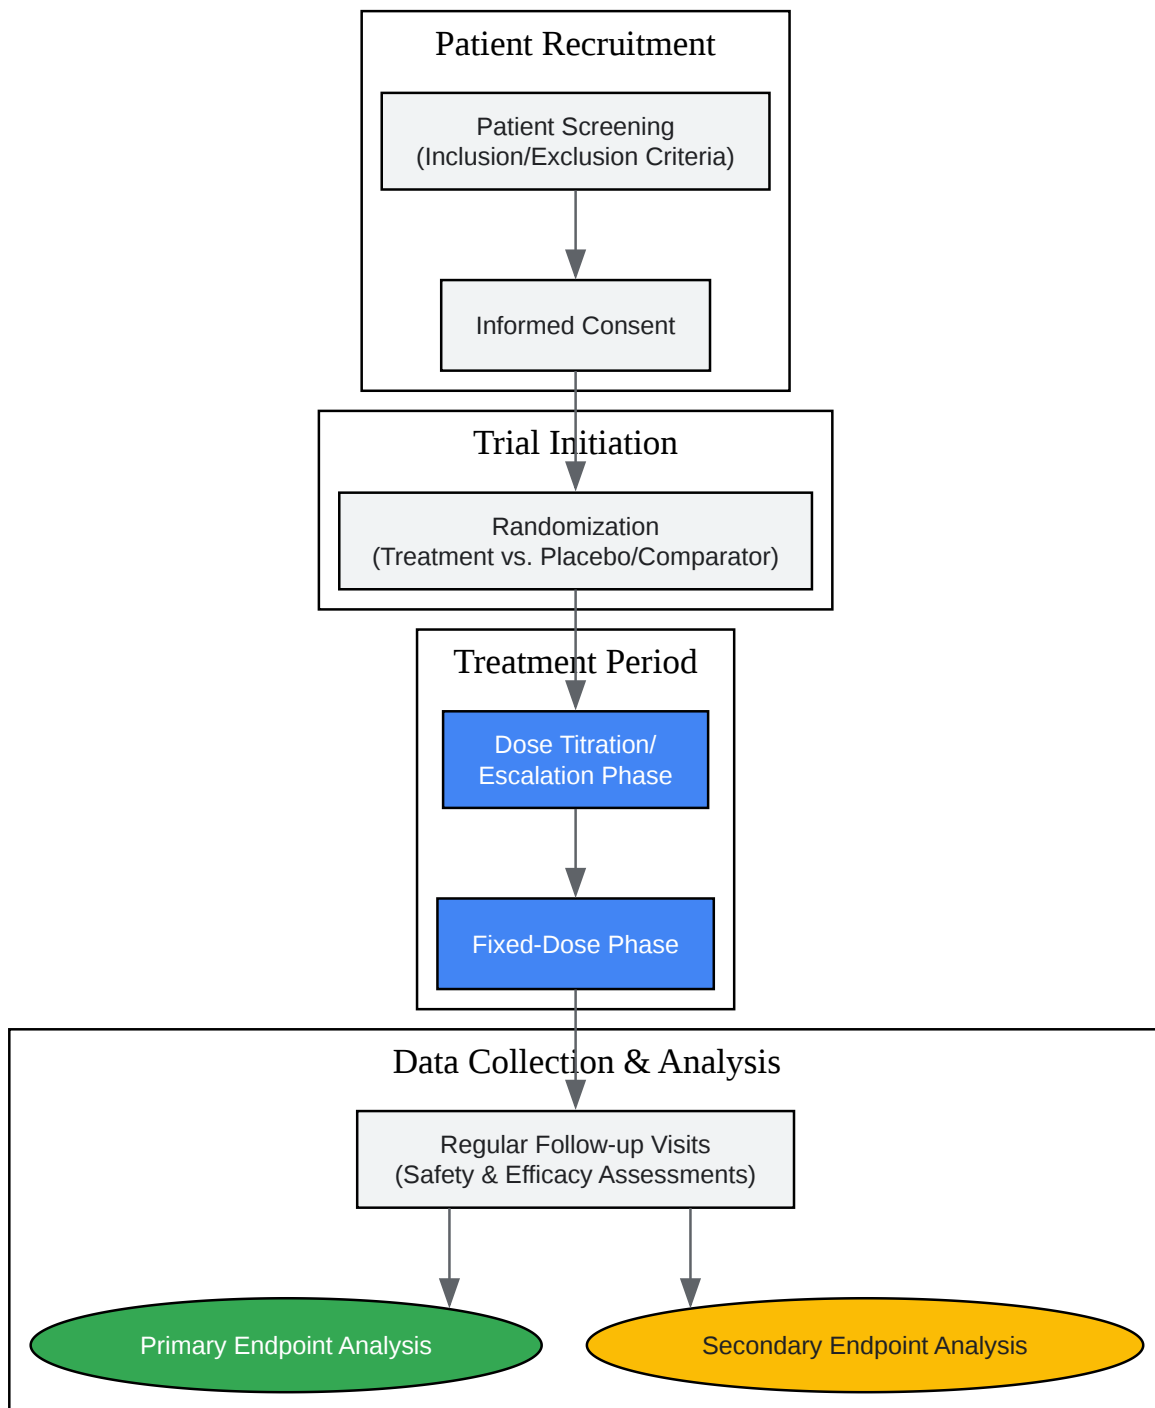 Patient Recruitment
Patient Screening
(Inclusion/Exclusion Criteria)
Informed Consent
Trial Initiation
Randomization
(Treatment vs. Placebo/Comparator)
Treatment Period
Dose Titration/
Escalation Phase
Fixed-Dose Phase
Data Collection & Analysis
Regular Follow-up Visits
(Safety & Efficacy Assessments)
Primary Endpoint Analysis
Secondary Endpoint Analysis